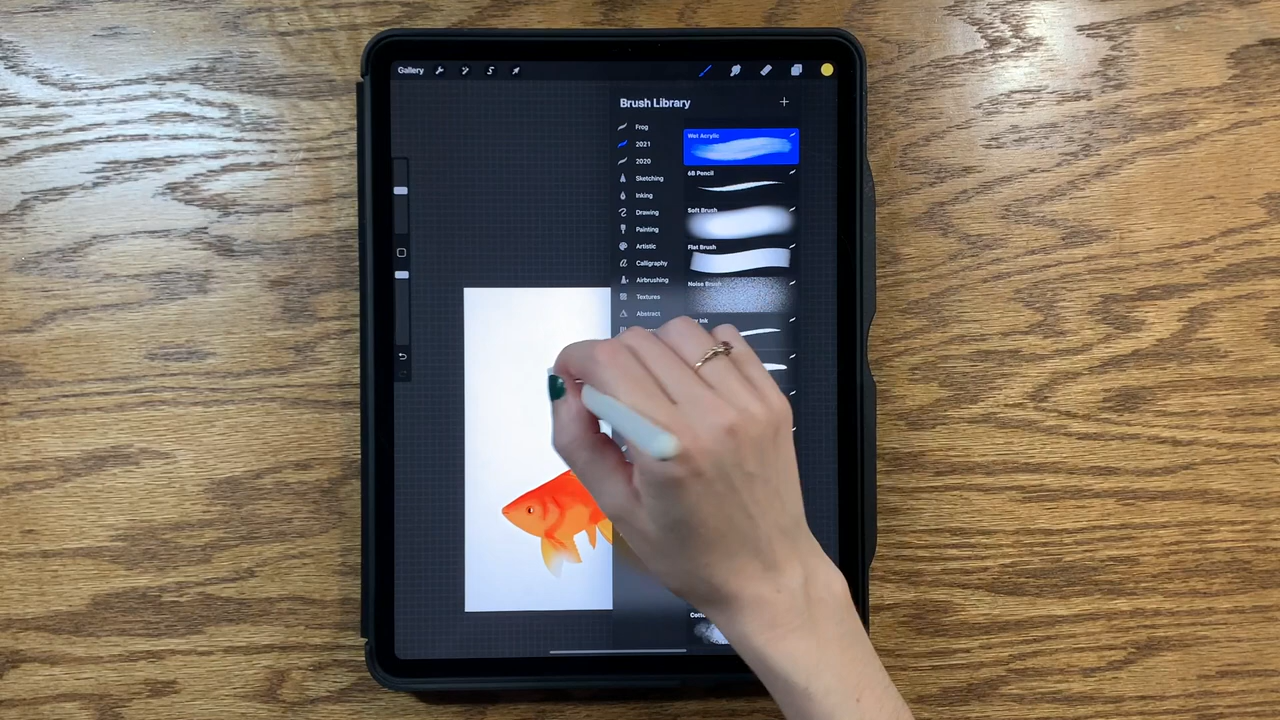 Gallery
Brush Library
Frog
2021
2020
Sketching
Inking
Drawing
Painting
Artistic
Calligraphy
Airbrushing
Textures
Abstract
Wet Acrylic
6B Pencil
Soft Brush
Flat Brush
Noise Brush
Ink